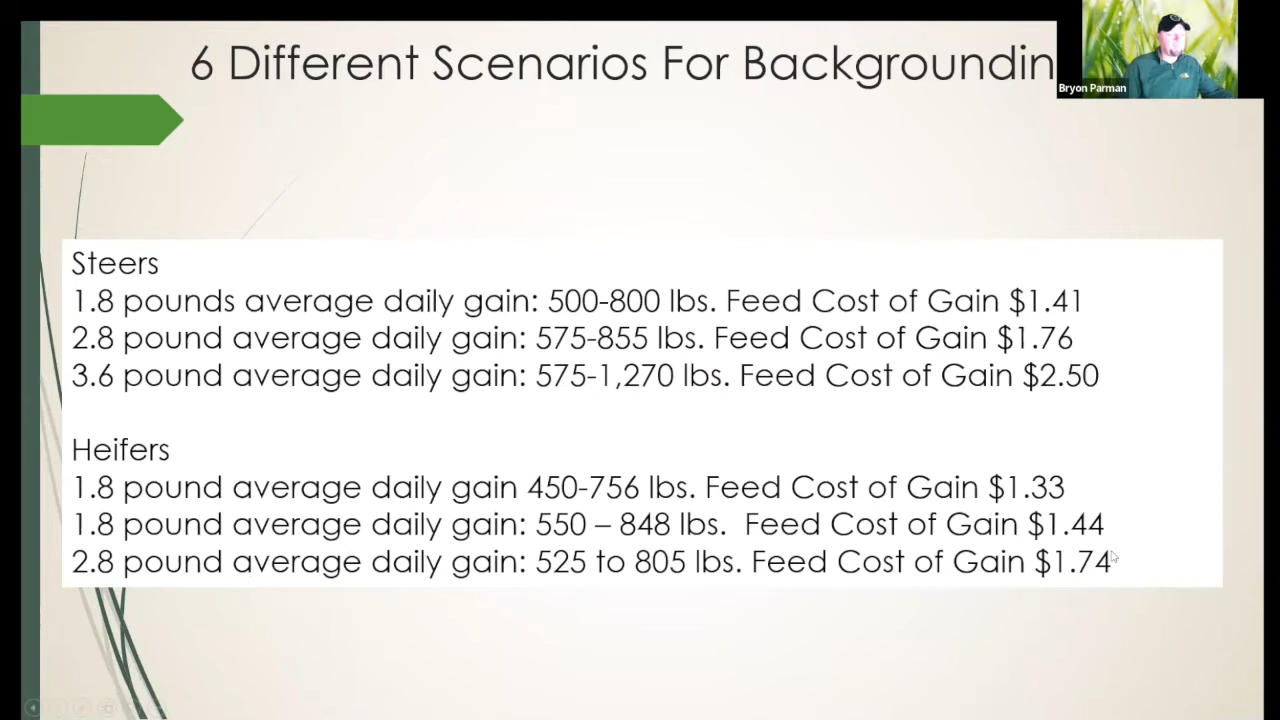 6 Different Scenarios For Backgroundin
Bryon Parman
Steers
1.8 pounds average daily gain: 500-800 lbs. Feed Cost of Gain $1.41
2.8 pound average daily gain: 575-855 lbs. Feed Cost of Gain $1.76
3.6 pound average daily gain: 575-1,270 lbs. Feed Cost of Gain $2.50
Heifers
1.8 pound average daily gain 450-756 lbs. Feed Cost of Gain $1.33
1.8 pound average daily gain: 550 – 848 lbs.  Feed Cost of Gain $1.44
2.8 pound average daily gain: 525 to 805 lbs. Feed Cost of Gain $1.74